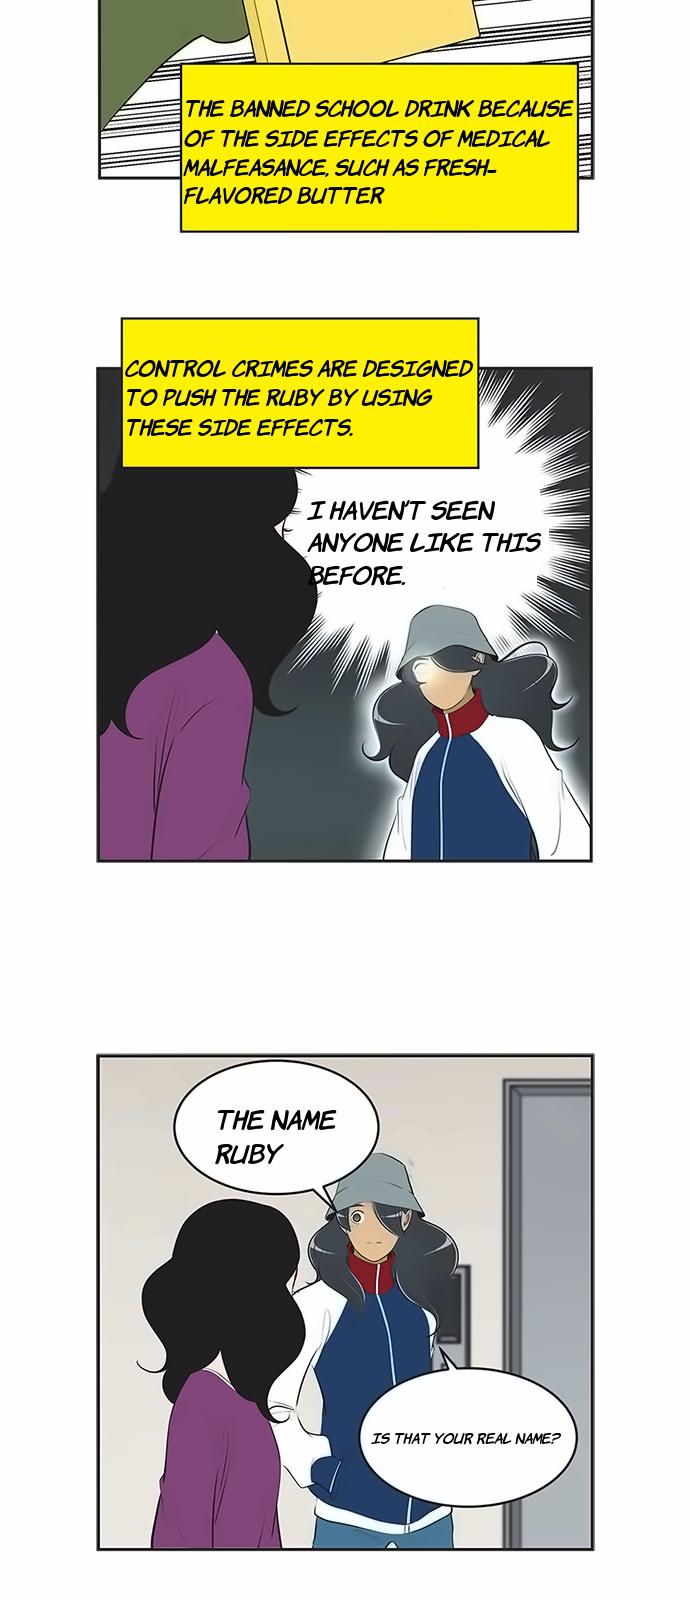 THE BANNED SCHOOL DRINK BECAUSE
OF THE SIDE EFFECTS OF MEDICAL
MALFEASANCE, SUCH AS FRESH-
FLAVORED BUTTER
CONTROL CRIMES ARE DESIGNED
TO PUSH THE RUBY BY USING
THESE SIDE EFFECTS.
I HAVEN'T SEEN
ANYONE LIKE THIS
BEFORE.
THE NAME
RUBY
IS THAT YOUR REAL NAME?